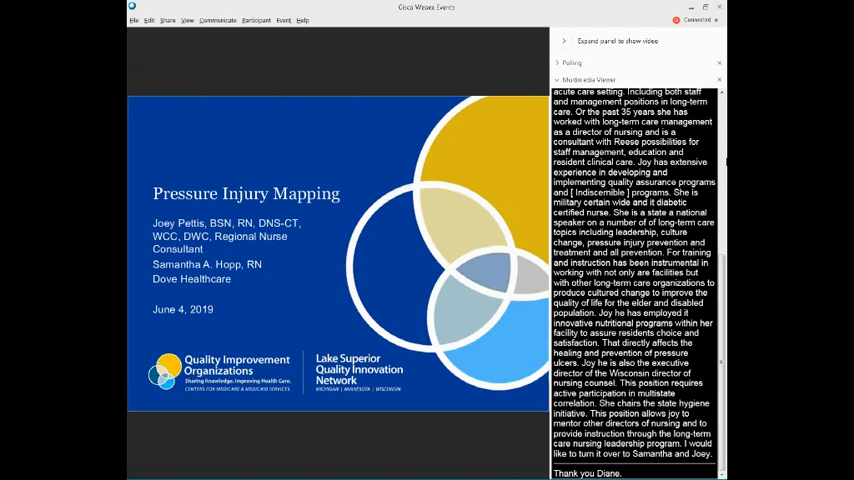 Cisco Webex Events
File Edit Share View Communicate Participant Event Help
Connected
Expand panel to show video
Polling
Multimedia Viewer
Pressure Injury Mapping
Joey Pettis, BSN, RN, DNS-CT,
WCC, DWC, Regional Nurse
Consultant
Samantha A. Hopp, RN
Dove Healthcare
June 4, 2019
Quality Improvement
Organizations
Sharing Knowledge. Improving Health Care.
CENTERS FOR MEDICARE & MEDICAID SERVICES
Lake Superior
Quality Innovation
Network
MICHIGAN | MINNESOTA | WISCONSIN
acute care setting. Including both staff
and management positions in long-term
care. Or the past 35 years she has
worked with long-term care management
as a director of nursing and is a
consultant with Reese possibilities for
staff management, education and
resident clinical care. Joy has extensive
experience in developing and
implementing quality assurance programs
and [ Indiscernible ] programs. She is
military certain wide and it diabetic
certified nurse. She is a state a national
speaker on a number of of long-term care
topics including leadership, culture
change, pressure injury prevention and
treatment and all prevention. For training
and instruction has been instrumental in
working with not only are facilities but
with other long-term care organizations to
produce cultured change to improve the
quality of life for the elder and disabled
population. Joy he has employed it
innovative nutritional programs within her
facility to assure residents choice and
satisfaction. That directly affects the
healing and prevention of pressure
ulcers. Joy he is also the executive
director of the Wisconsin director of
nursing counsel. This position requires
active participation in multistate
correlation. She chairs the state hygiene
initiative. This position allows joy to
mentor other directors of nursing and to
provide instruction through the long-term
care nursing leadership program. I would
like to turn it over to Samantha and Joey.
Thank you Diane.